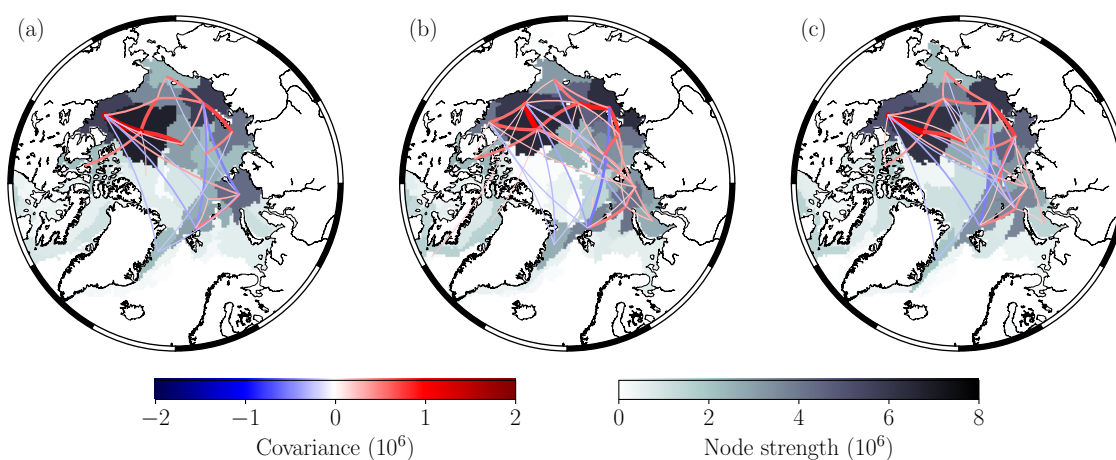 (a) (b) (c)
−2 −1 0 1 2 0 2 4 6 8
Covariance (10⁶) Node strength (10⁶)